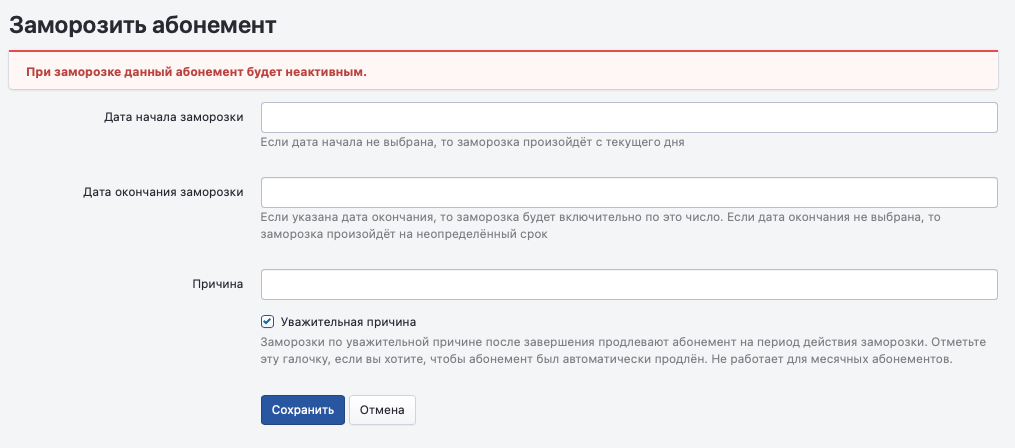 Заморозить абонемент
При заморозке данный абонемент будет неактивным.
Дата начала заморозки
Если дата начала не выбрана, то заморозка произойдёт с текущего дня
Дата окончания заморозки
Если указана дата окончания, то заморозка будет включительно по это число. Если дата окончания не выбрана, то
заморозка произойдёт на неопределённый срок
Причина
Уважительная причина
Заморозки по уважительной причине после завершения продлевают абонемент на период действия заморозки. Отметьте
эту галочку, если вы хотите, чтобы абонемент был автоматически продлён. Не работает для месячных абонементов.
Сохранить Отмена